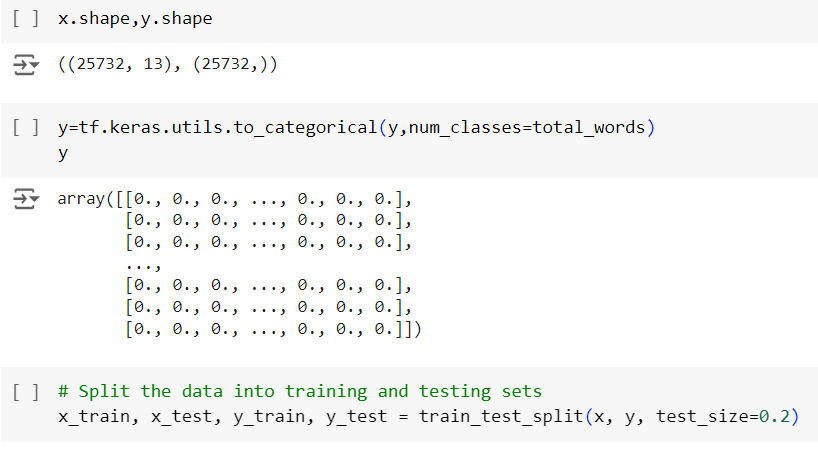 [ ] x.shape,y.shape
((25732, 13), (25732,))
[ ] y=tf.keras.utils.to_categorical(y,num_classes=total_words)
y
array([[0., 0., 0., ..., 0., 0., 0.],
[0., 0., 0., ..., 0., 0., 0.],
[0., 0., 0., ..., 0., 0., 0.],
...,
[0., 0., 0., ..., 0., 0., 0.],
[0., 0., 0., ..., 0., 0., 0.],
[0., 0., 0., ..., 0., 0., 0.]])
[ ] # Split the data into training and testing sets
x_train, x_test, y_train, y_test = train_test_split(x, y, test_size=0.2)